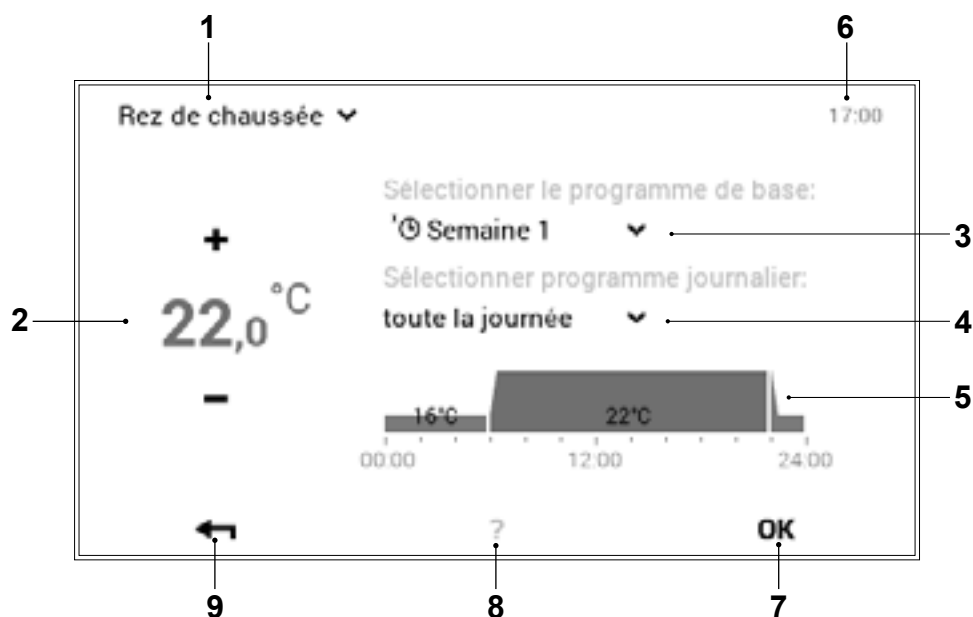 1 6
Rez de chaussée 17:00
Sélectionner le programme de base:
Semaine 1 3
Sélectionner programme journalier:
2 22,0 °C toute la journée 4
5
16°C 22°C
00:00 12:00 24:00
? OK
9 8 7